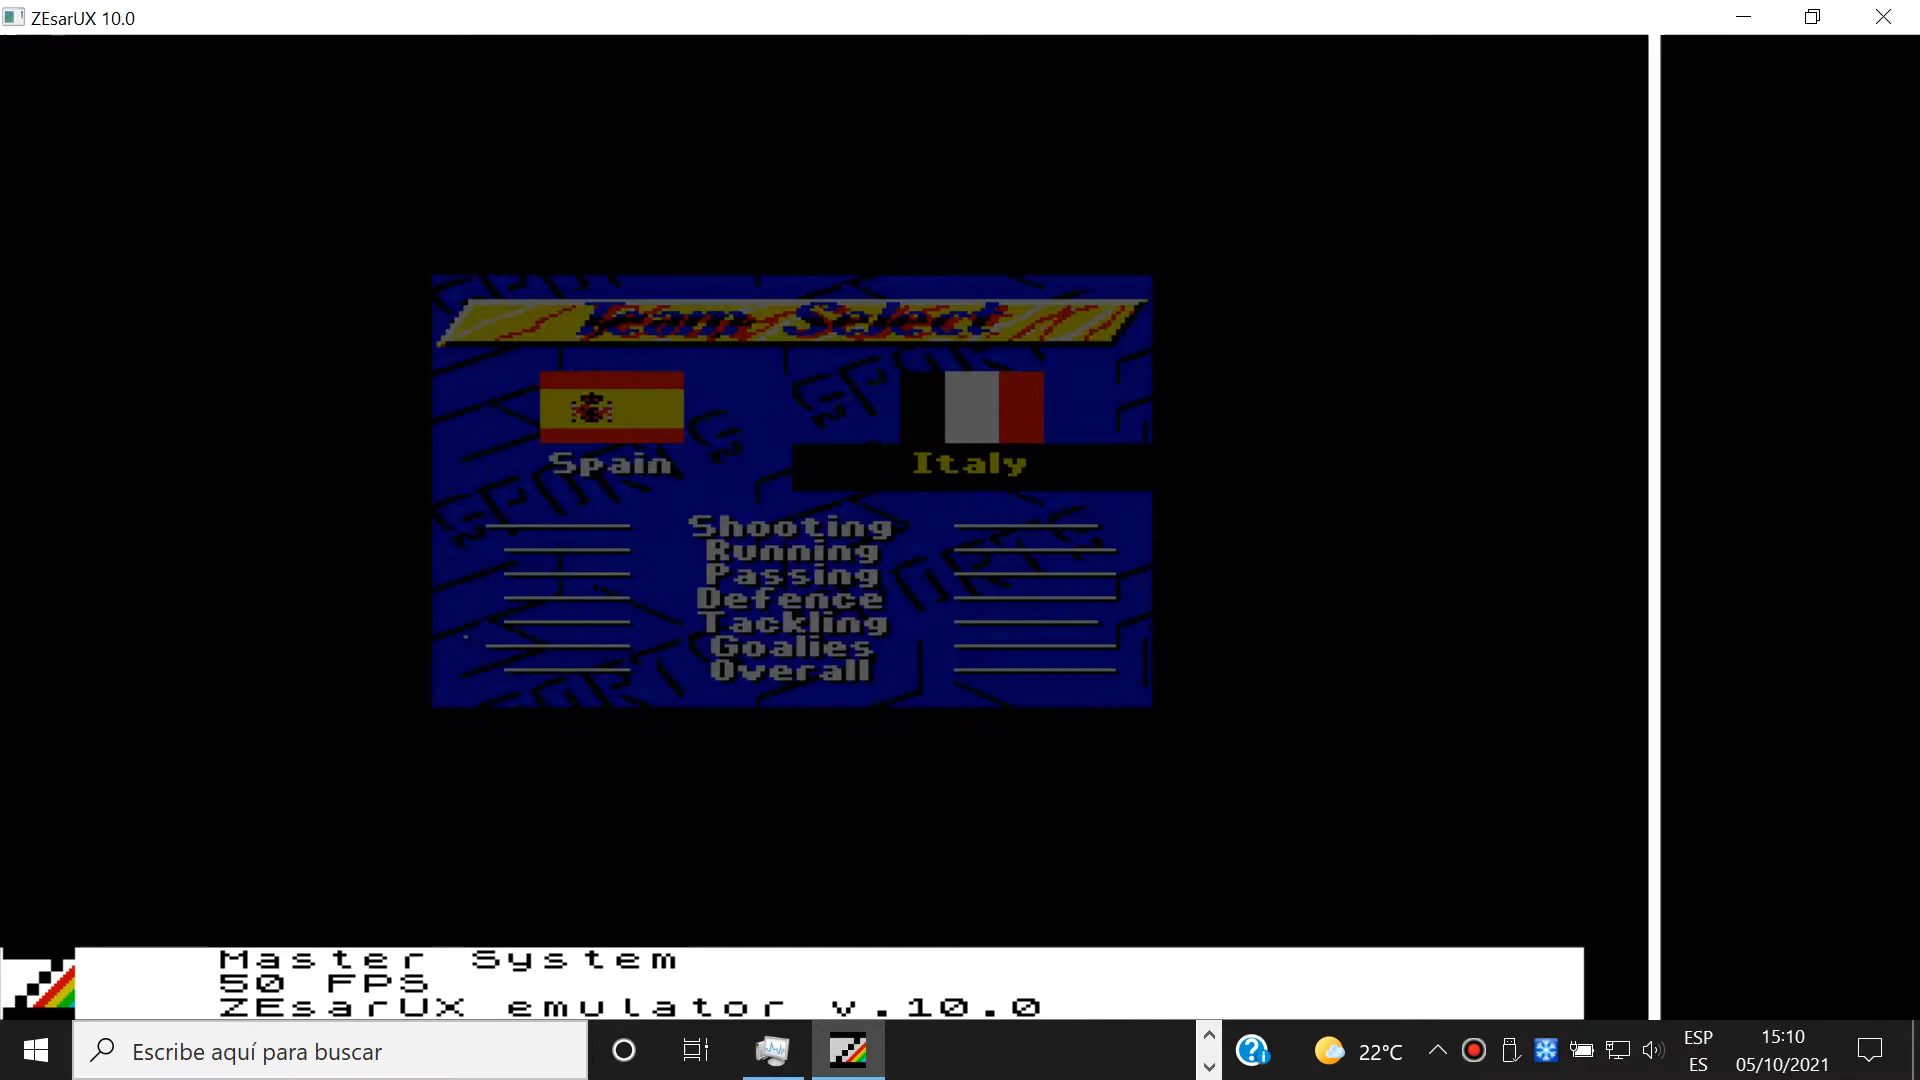 ZEsarUX 10.0
Team Select
Spain
Italy
Shooting
Running
Passing
Defence
Tackling
Goalies
Overall
Master System
50 FPS
ZEsarUX emulator v.10.0
Escribe aquí para buscar
22°C
ESP
ES
15:10
05/10/2021